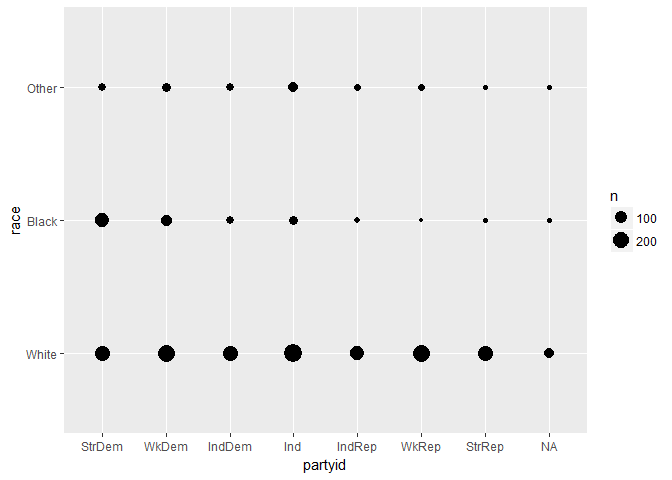 Other
Black
White
race
StrDem WkDem IndDem Ind IndRep WkRep StrRep NA
partyid
n
100
200